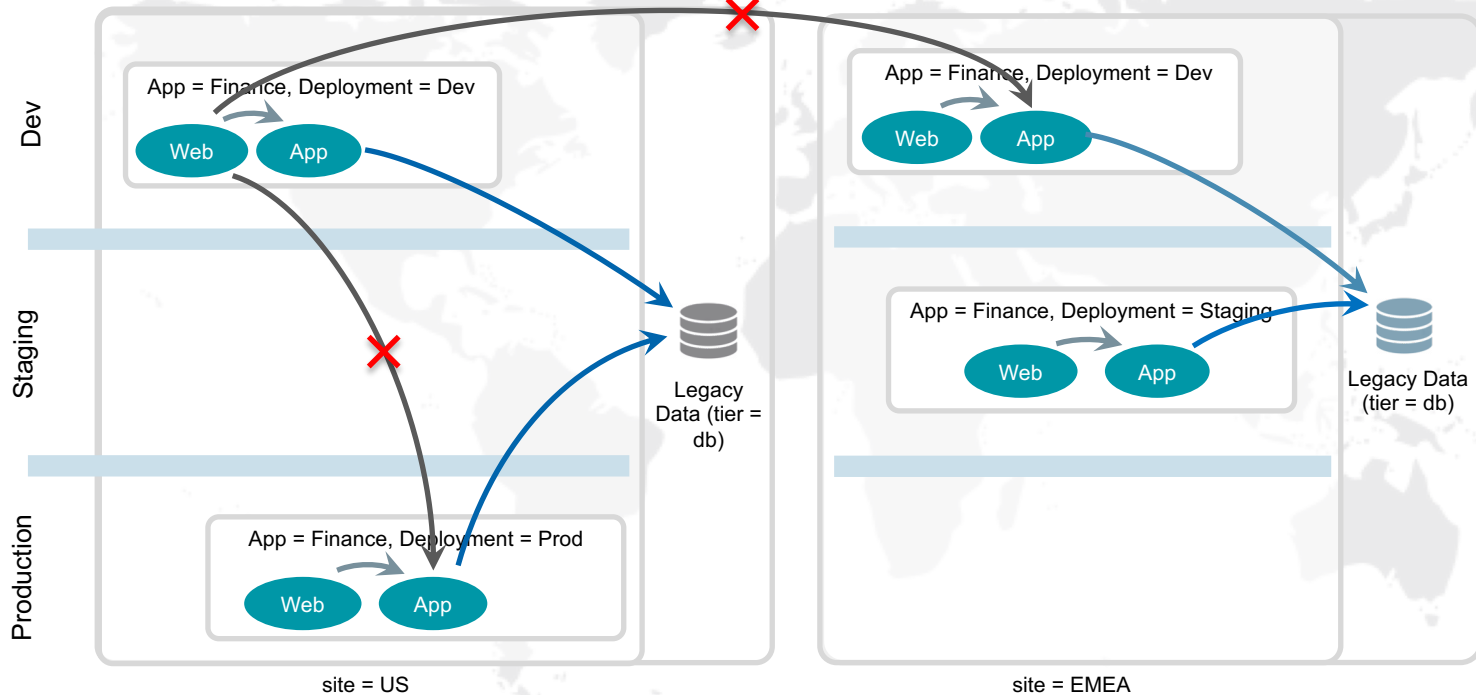 Dev
App = Finance, Deployment = Dev
Web
App
App = Finance, Deployment = Dev
Web
App
Staging
Legacy
Data (tier =
db)
App = Finance, Deployment = Staging
Web
App
Legacy Data
(tier = db)
Production
App = Finance, Deployment = Prod
Web
App
site = US
site = EMEA